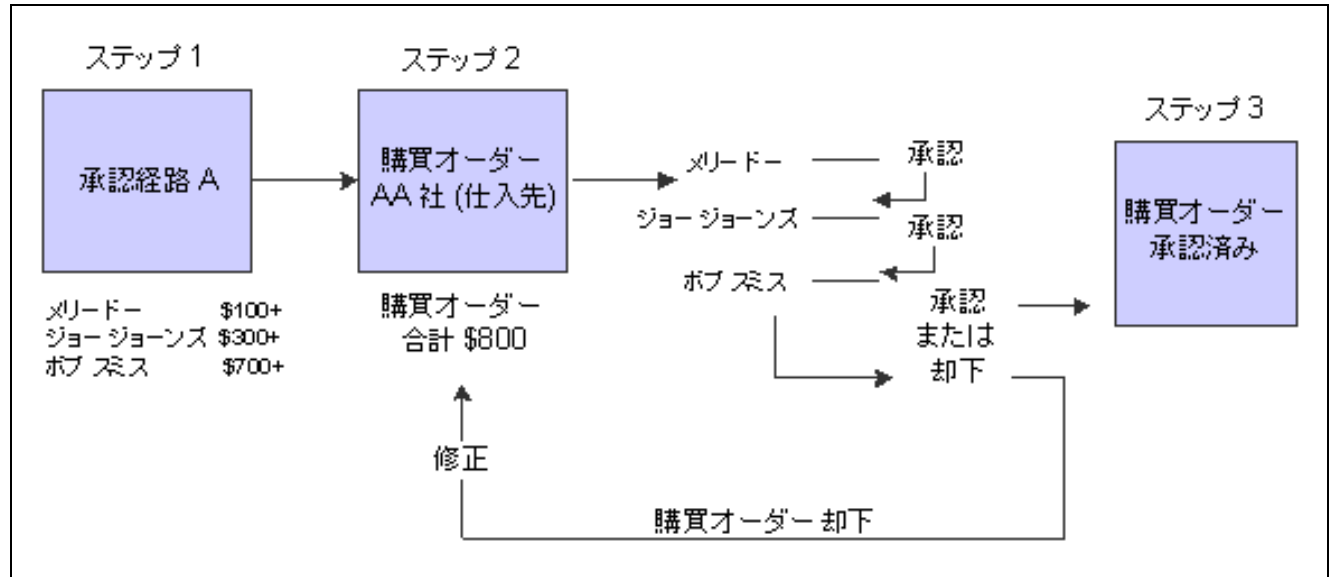 ステップ 1
承認経路 A
メリー ドー $100+
ジョー ジョーンズ $300+
ボブ スミス $700+
ステップ 2
購買オーダー
AA 社 (仕入先)
購買オーダー
合計 $800
メリー ドー
承認
ジョー ジョーンズ
承認
ボブ スミス
承認
または
却下
ステップ 3
購買オーダー
承認済み
修正
購買オーダー 却下